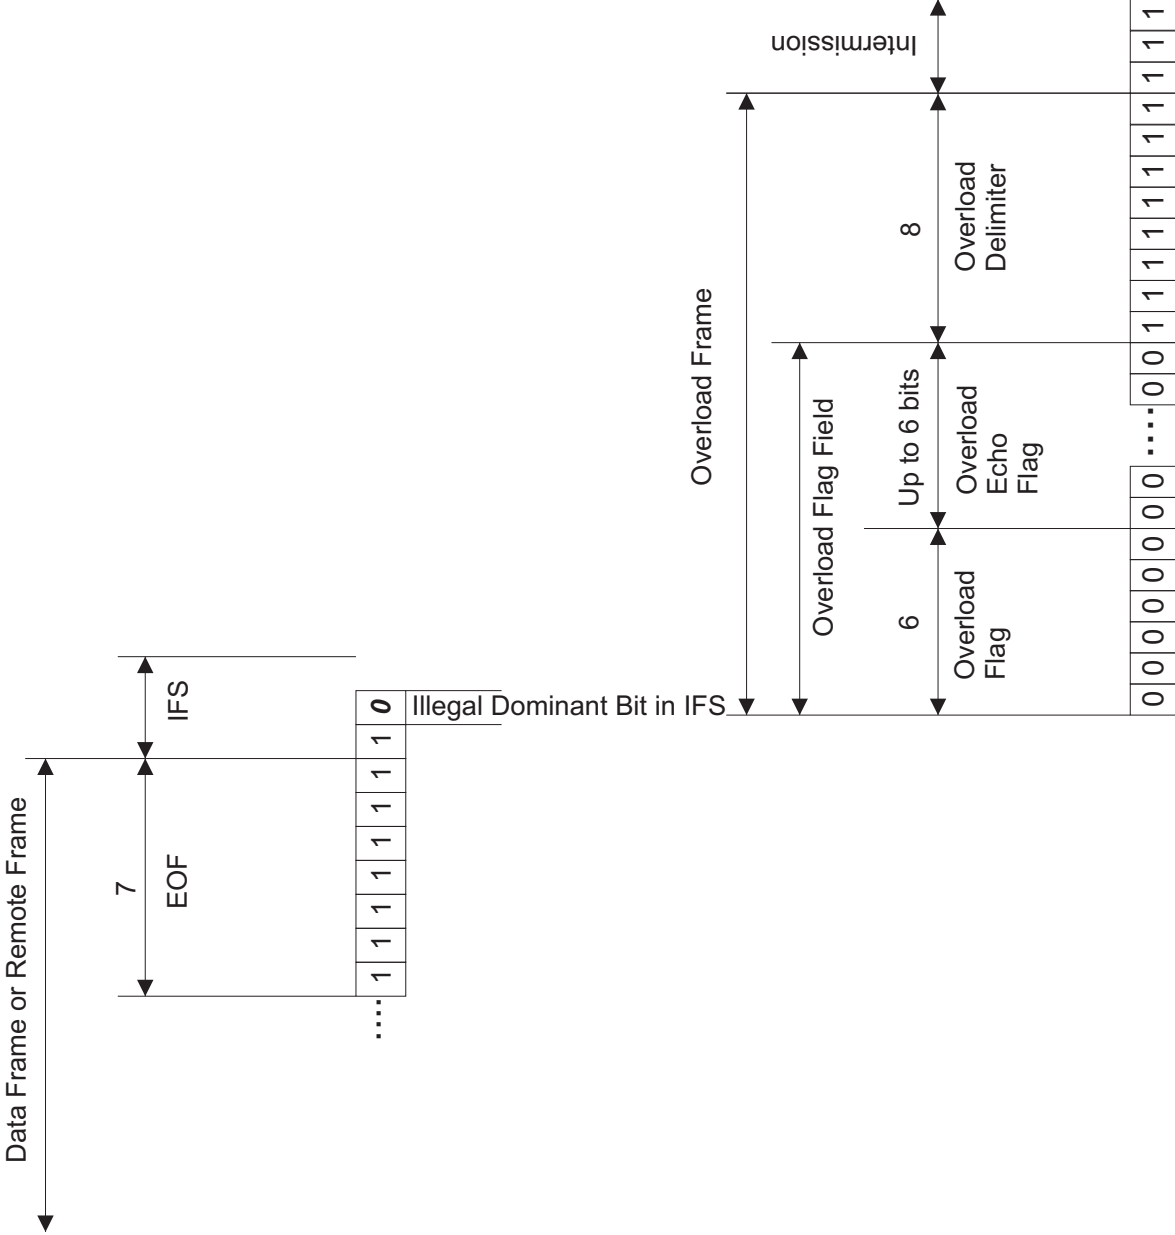 Data Frame or Remote Frame
7
EOF
IFS
.... 1 1 1 1 1 1 1 1 0
Illegal Dominant Bit in IFS
Overload Frame
Overload Flag Field
6
Overload
Flag
Up to 6 bits
Overload
Echo
Flag
8
Overload
Delimiter
Intermission
0 0 0 0 0 0 0 0 .... 0 0 1 1 1 1 1 1 1 1 1 1 1